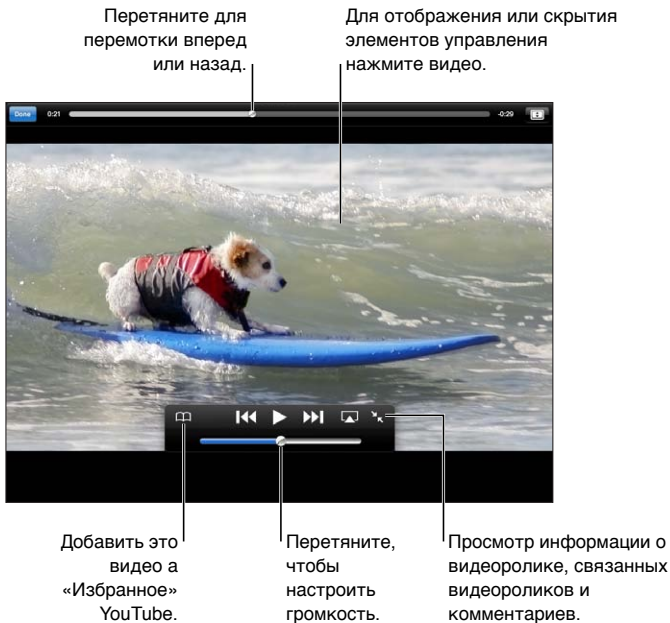 Перетяните для
перемотки вперед
или назад.
Для отображения или скрытия
элементов управления
нажмите видео.
Done 0:21 -0:29
Добавить это
видео а
«Избранное»
YouTube.
Перетяните,
чтобы
настроить
громкость.
Просмотр информации о
видеоролике, связанных
видеороликов и
комментариев.